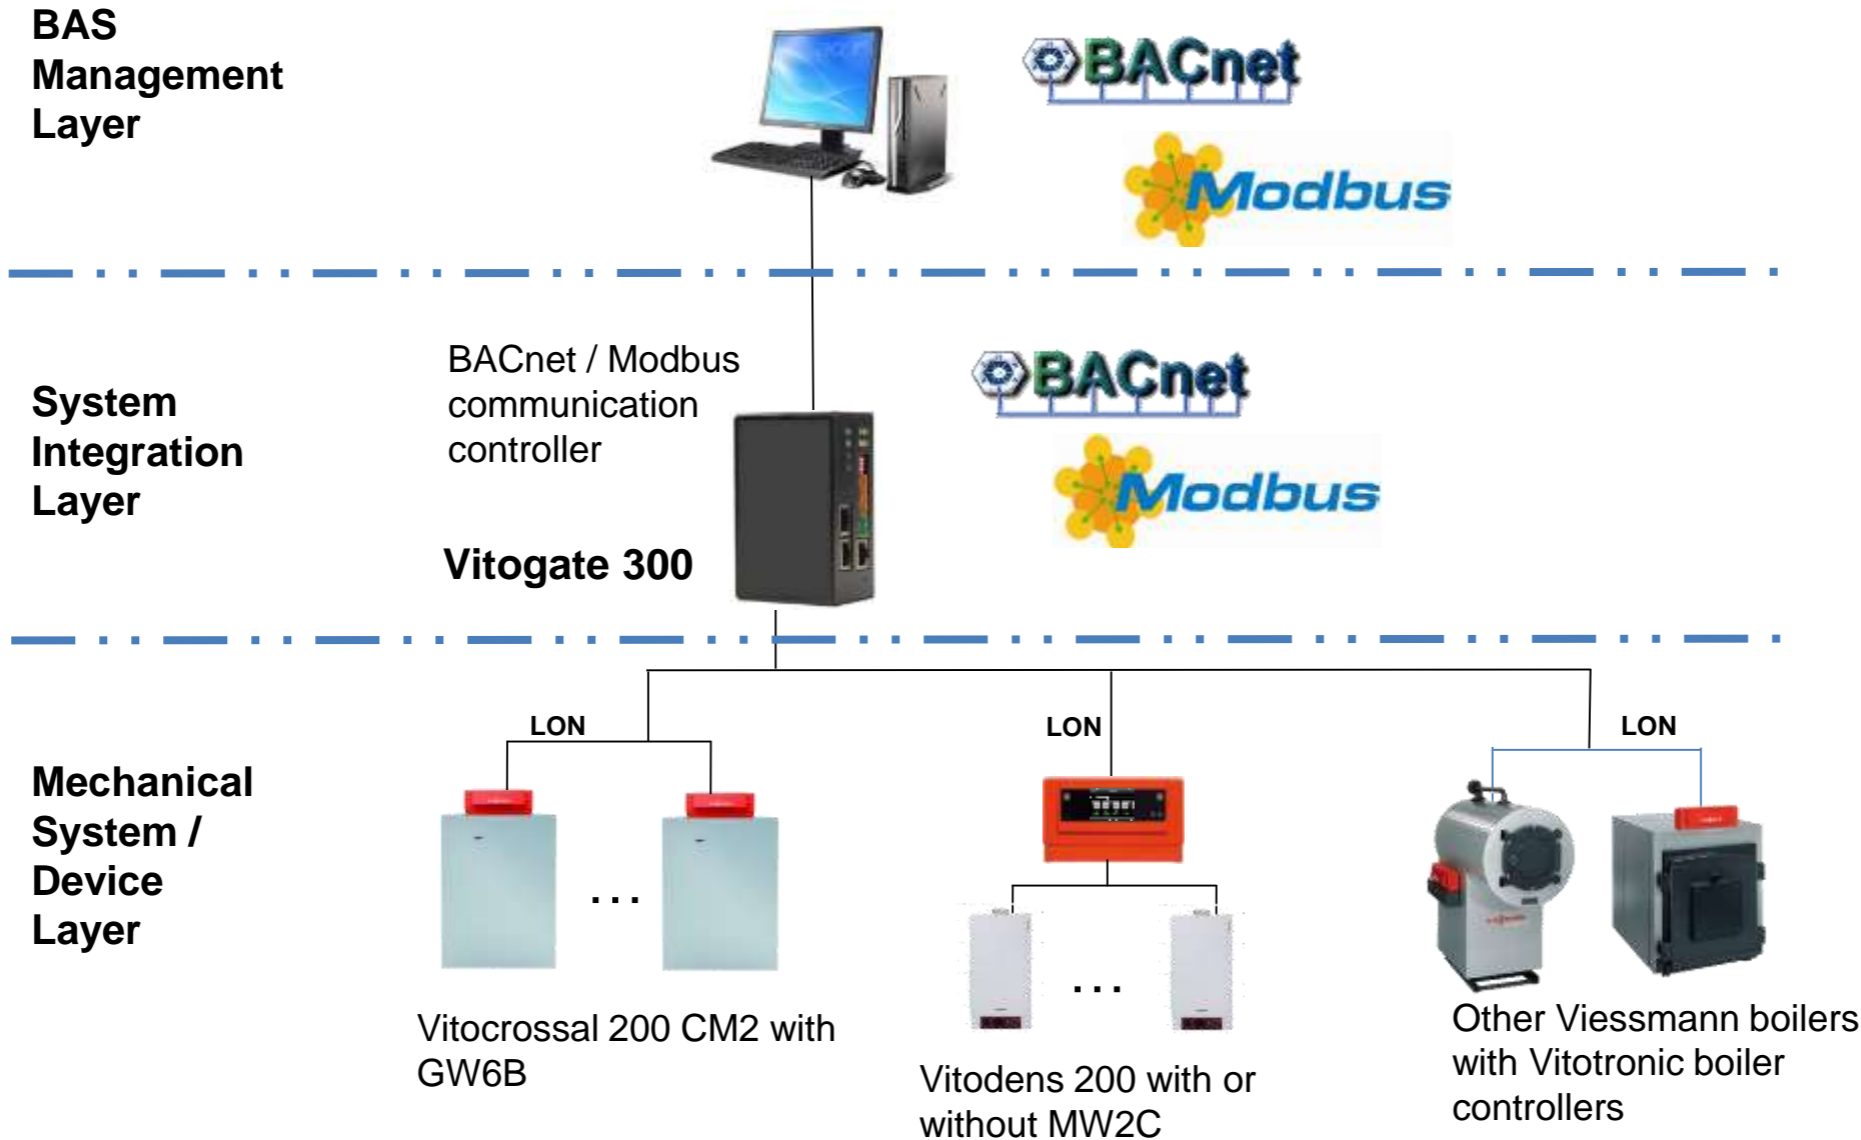 BAS
Management
Layer
BACnet
Modbus
BACnet / Modbus
communication
controller
BACnet
Modbus
System
Integration
Layer
Vitogate 300
LON
LON
LON
Mechanical
System /
Device
Layer
...
...
Vitocrossal 200 CM2 with
GW6B
Vitodens 200 with or
without MW2C
Other Viessmann boilers
with Vitotronic boiler
controllers